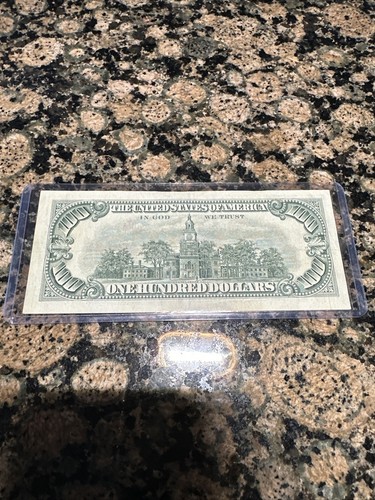 THE UNITED STATES OF AMERICA
IN GOD WE TRUST
100 100
100 100
ONE HUNDRED DOLLARS